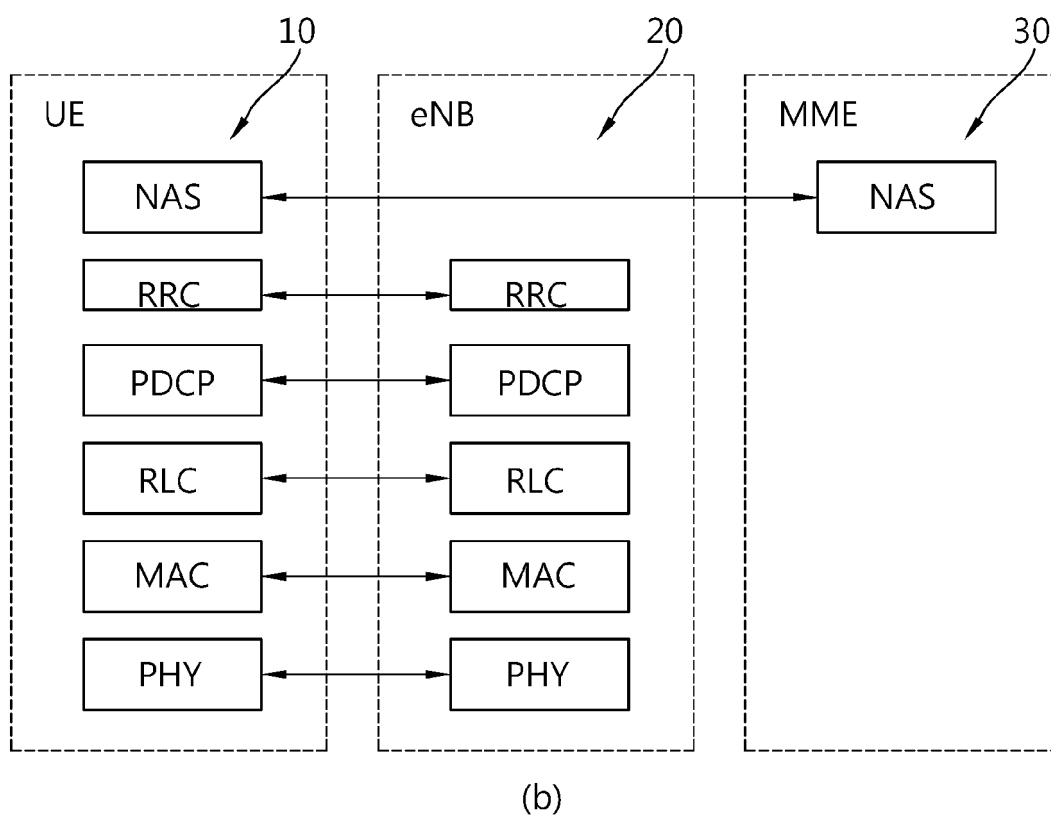 10 20 30
UE eNB MME
NAS NAS
RRC RRC
PDCP PDCP
RLC RLC
MAC MAC
PHY PHY
(b)